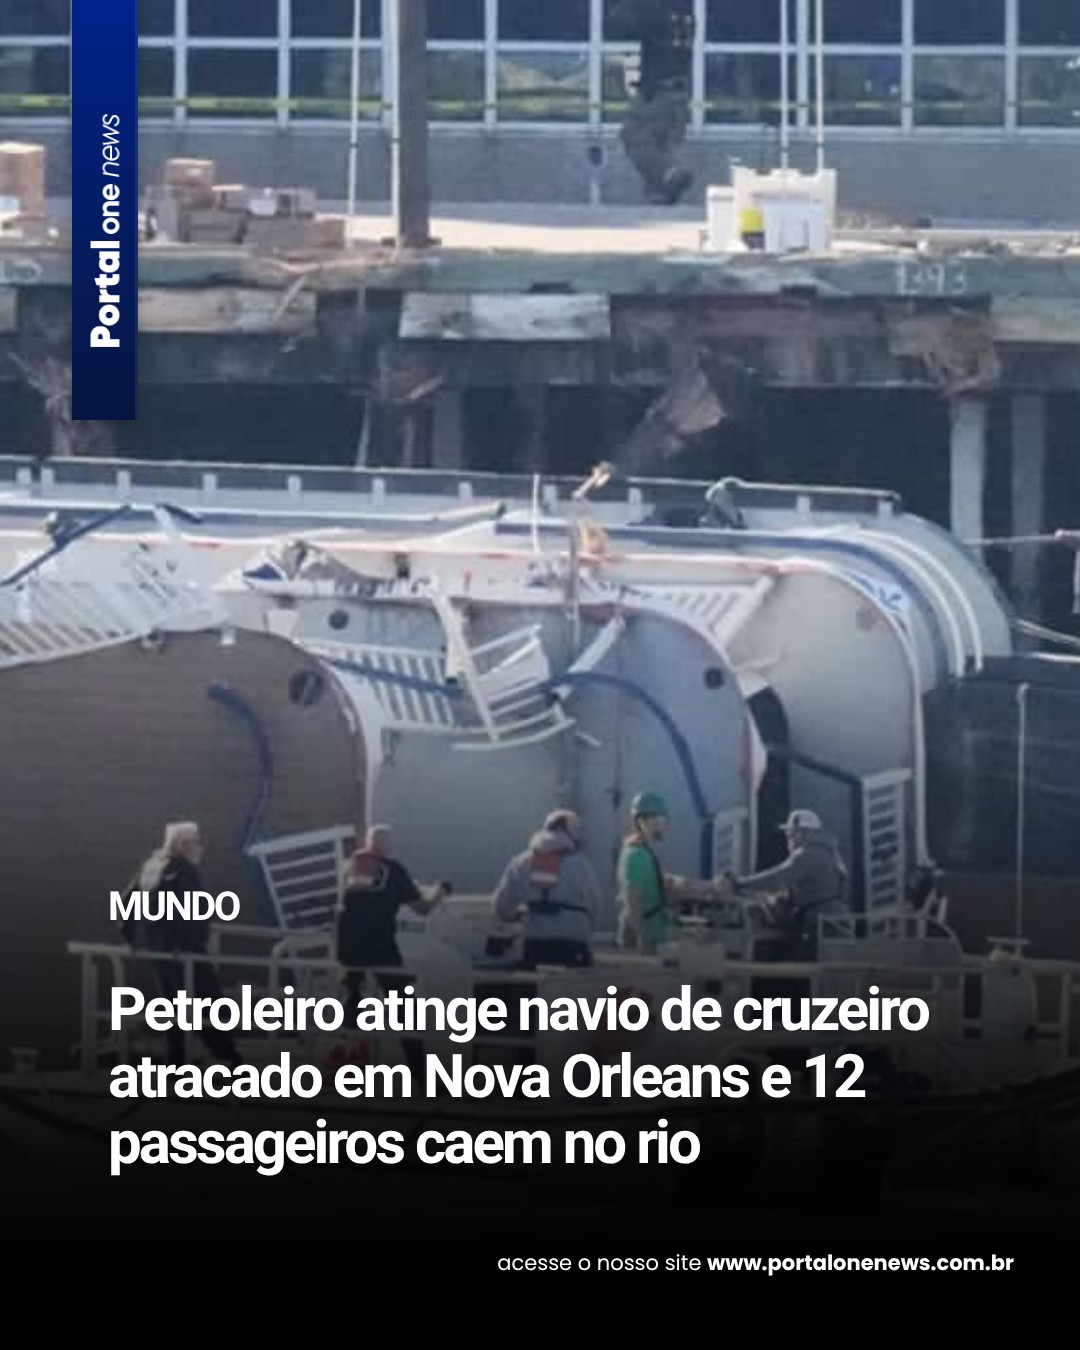 Portal one news
1393
MUNDO
Petroleiro atinge navio de cruzeiro
atracado em Nova Orleans e 12
passageiros caem no rio
acesse o nosso site www.portalonenews.com.br